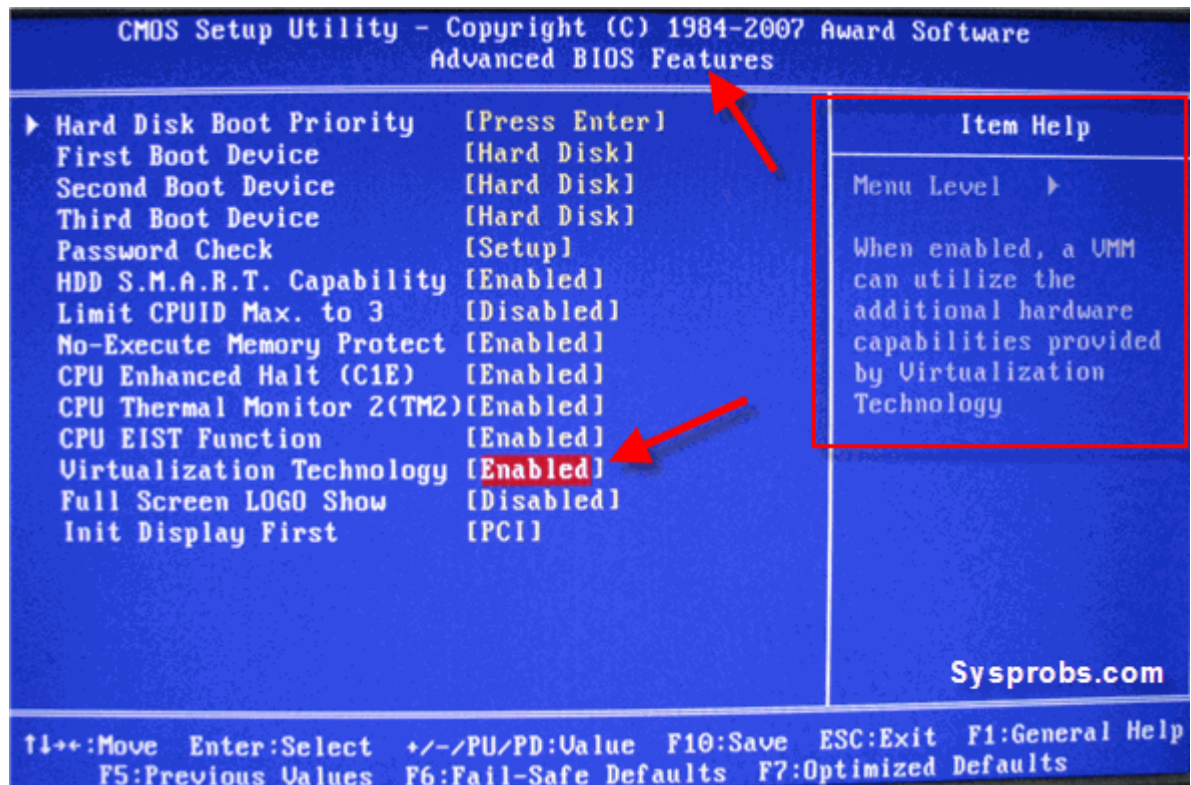 CMOS Setup Utility - Copyright (C) 1984-2007 Award Software
Advanced BIOS Features
Hard Disk Boot Priority [Press Enter]
First Boot Device [Hard Disk]
Second Boot Device [Hard Disk]
Third Boot Device [Hard Disk]
Password Check [Setup]
HDD S.M.A.R.T. Capability [Enabled]
Limit CPUID Max. to 3 [Disabled]
No-Execute Memory Protect [Enabled]
CPU Enhanced Halt (C1E) [Enabled]
CPU Thermal Monitor 2(TM2)[Enabled]
CPU EIST Function [Enabled]
Virtualization Technology [Enabled]
Full Screen LOGO Show [Disabled]
Init Display First [PCI]
Item Help
Menu Level
When enabled, a VMM
can utilize the
additional hardware
capabilities provided
by Virtualization
Technology
Sysprobs.com
↑↓→←:Move Enter:Select +/-/PU/PD:Value F10:Save ESC:Exit F1:General Help
F5:Previous Values F6:Fail-Safe Defaults F7:Optimized Defaults